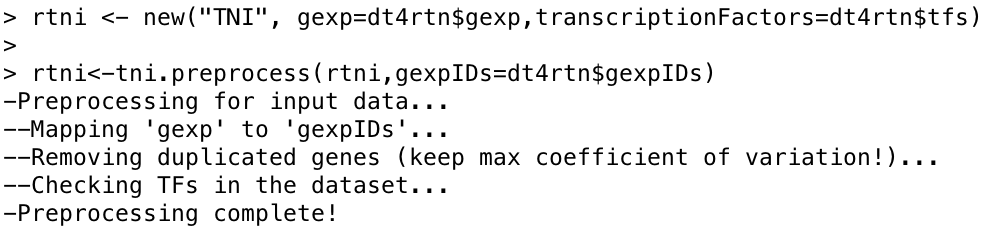 > rtni <- new("TNI", gexp=dt4rtn$gexp,transcriptionFactors=dt4rtn$tfs)
>
> rtni<-tni.preprocess(rtni,gexpIDs=dt4rtn$gexpIDs)
-Preprocessing for input data...
--Mapping 'gexp' to 'gexpIDs'...
--Removing duplicated genes (keep max coefficient of variation!)...
--Checking TFs in the dataset...
-Preprocessing complete!